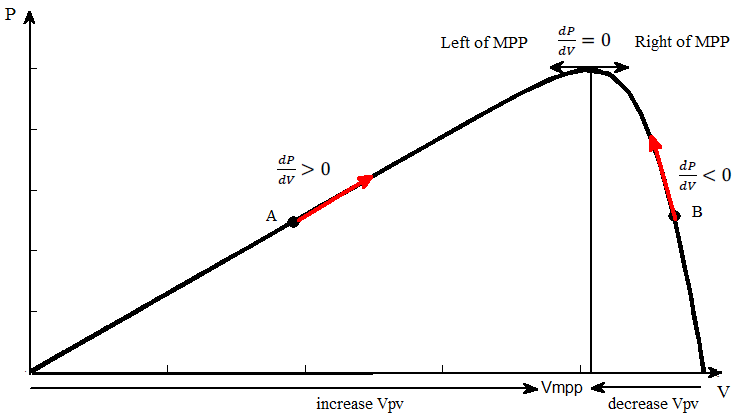 P
Left of MPP
dP/dV = 0
Right of MPP
dP/dV > 0
dP/dV < 0
A
B
Vmpp
V
increase Vpv
decrease Vpv